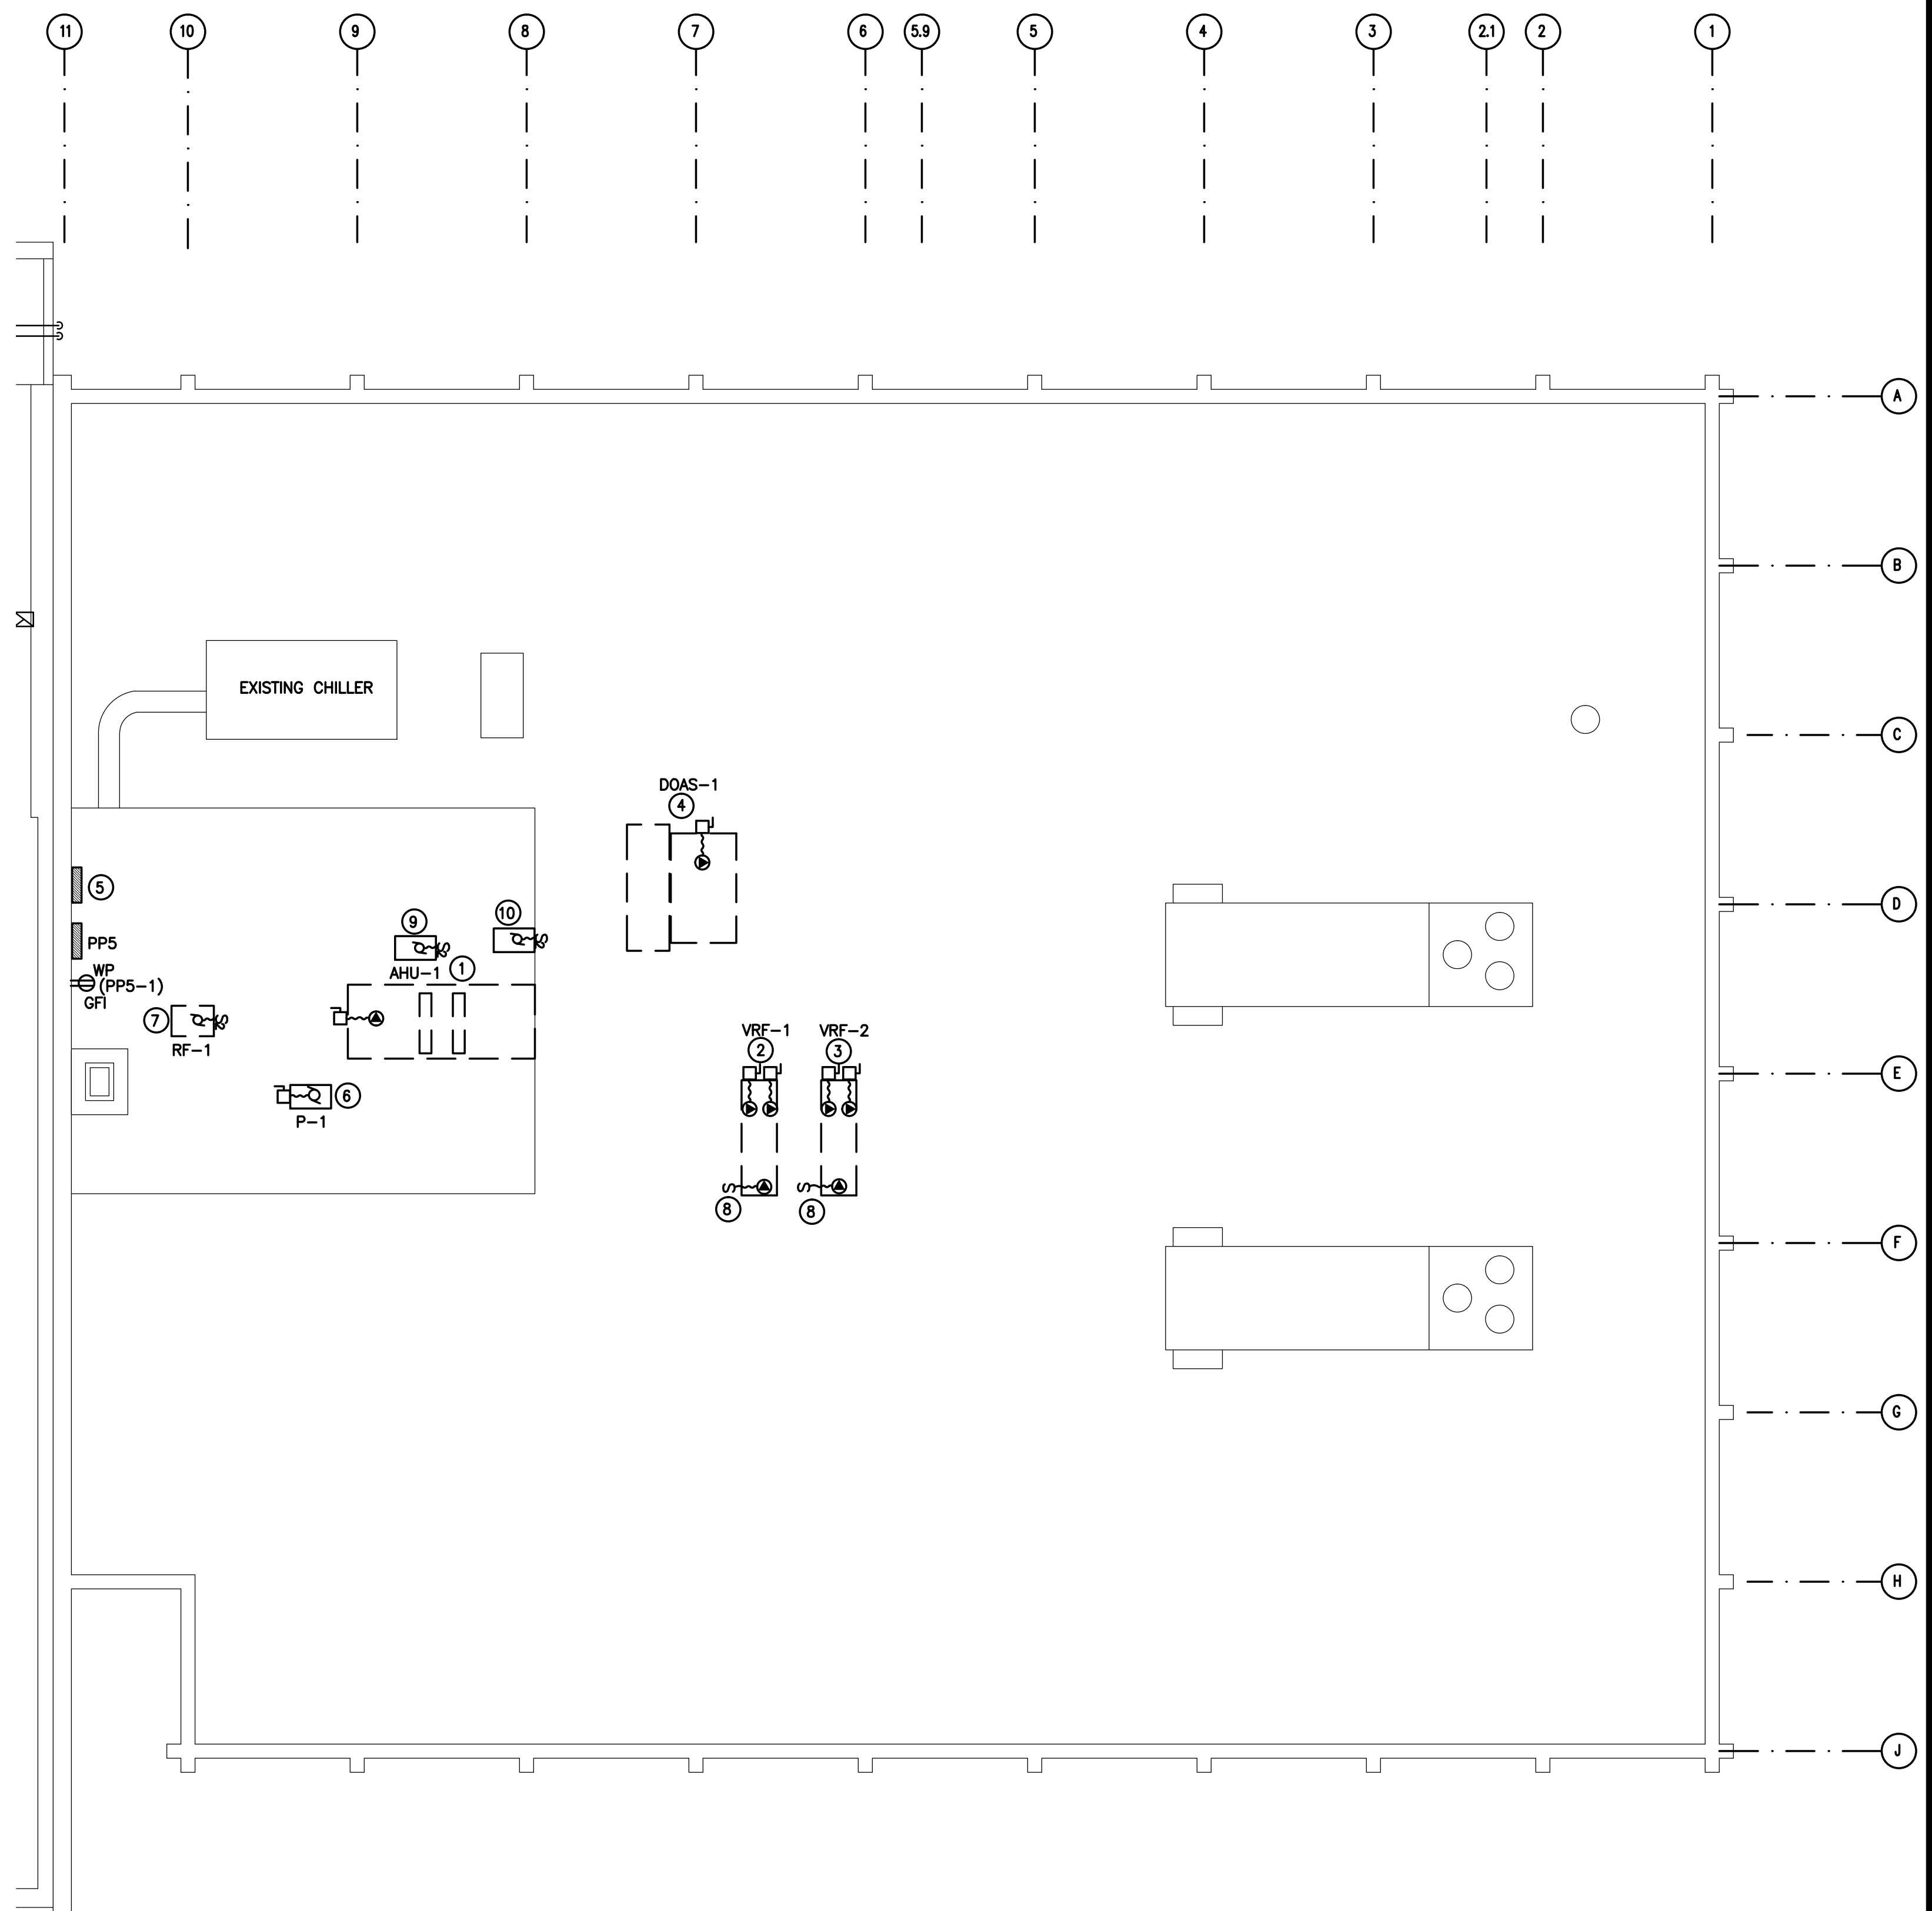 11 10 9 8 7 6 5.9 5 4 3 2.1 2 1
A
B
EXISTING CHILLER
C
DOAS-1
4
5
D
9
10
PP5
AHU-1
1
WP
(PP5-1)
GFI
S
S
7
S
RF-1
VRF-1
VRF-2
2
3
E
6
P-1
S
S
8
8
F
G
H
J